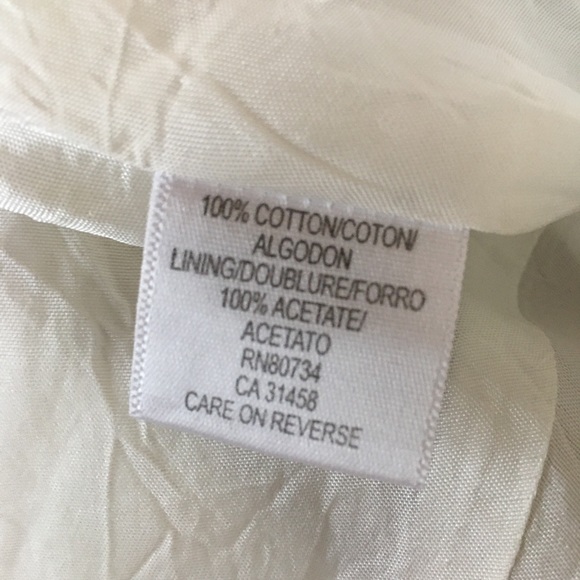 100% COTTON/COTON/
ALGODON
LINING/DOUBLURE/FORRO
100% ACETATE/
ACETATO
RN80734
CA 31458
CARE ON REVERSE